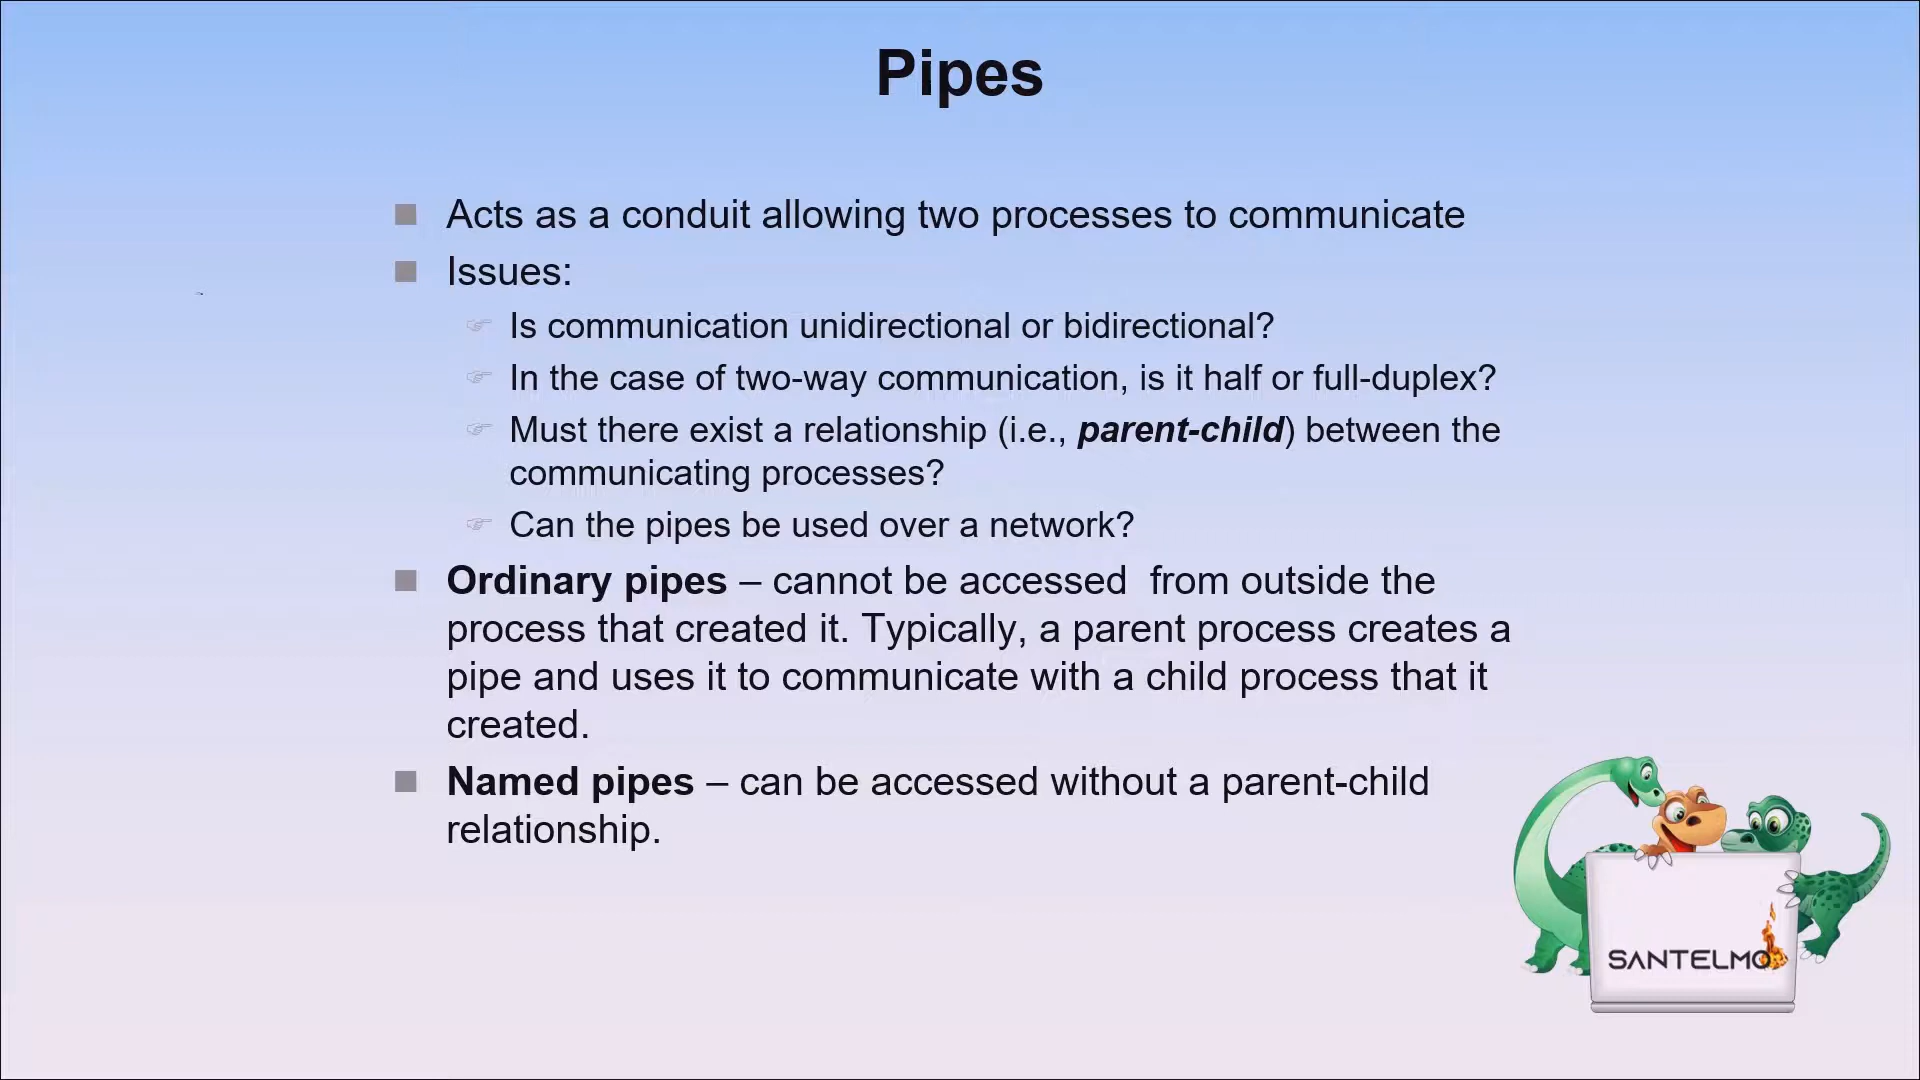 Pipes
Acts as a conduit allowing two processes to communicate
Issues:
Is communication unidirectional or bidirectional?
In the case of two-way communication, is it half or full-duplex?
Must there exist a relationship (i.e., parent-child) between the
communicating processes?
Can the pipes be used over a network?
Ordinary pipes – cannot be accessed  from outside the
process that created it. Typically, a parent process creates a
pipe and uses it to communicate with a child process that it
created.
Named pipes – can be accessed without a parent-child
relationship.
SANTELMO